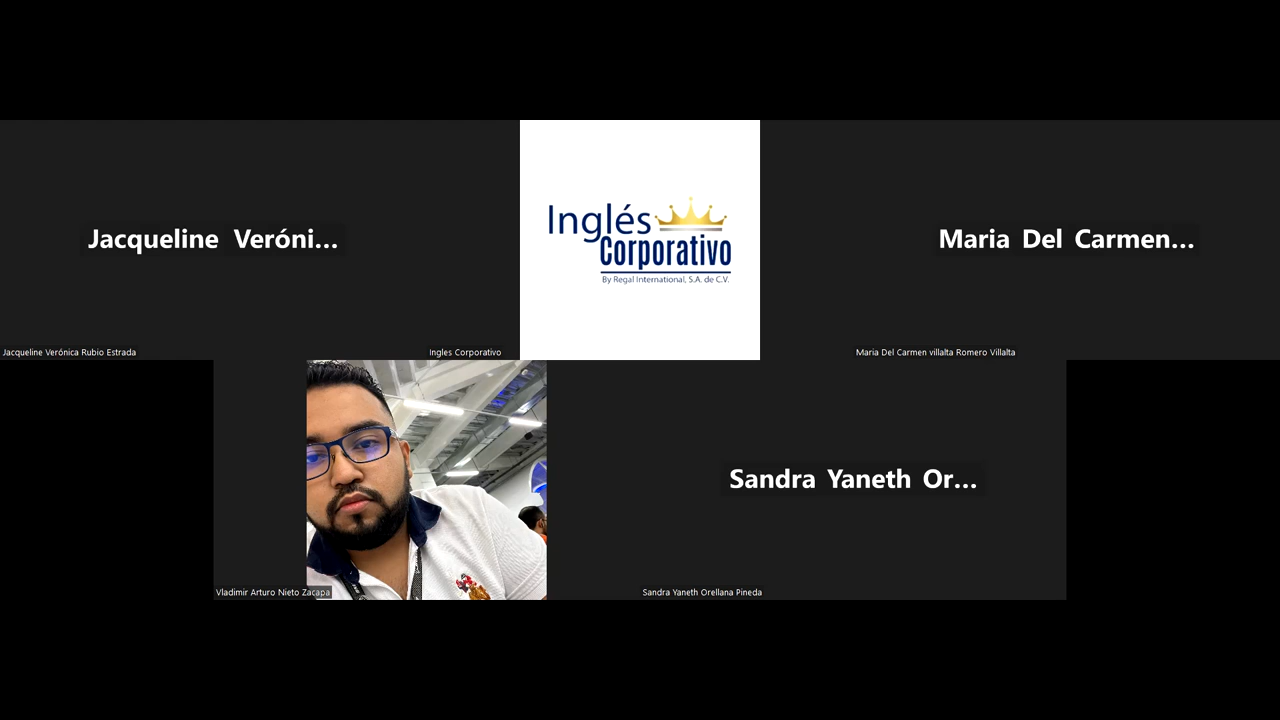 Jacqueline Veróni...
Inglés
Corporativo
By Regal International, S.A. de C.V.
Maria Del Carmen...
Jacqueline Verónica Rubio Estrada
Ingles Corporativo
Maria Del Carmen villalta Romero Villalta
Sandra Yaneth Or...
Vladimir Arturo Nieto Zacapa
Sandra Yaneth Orellana Pineda